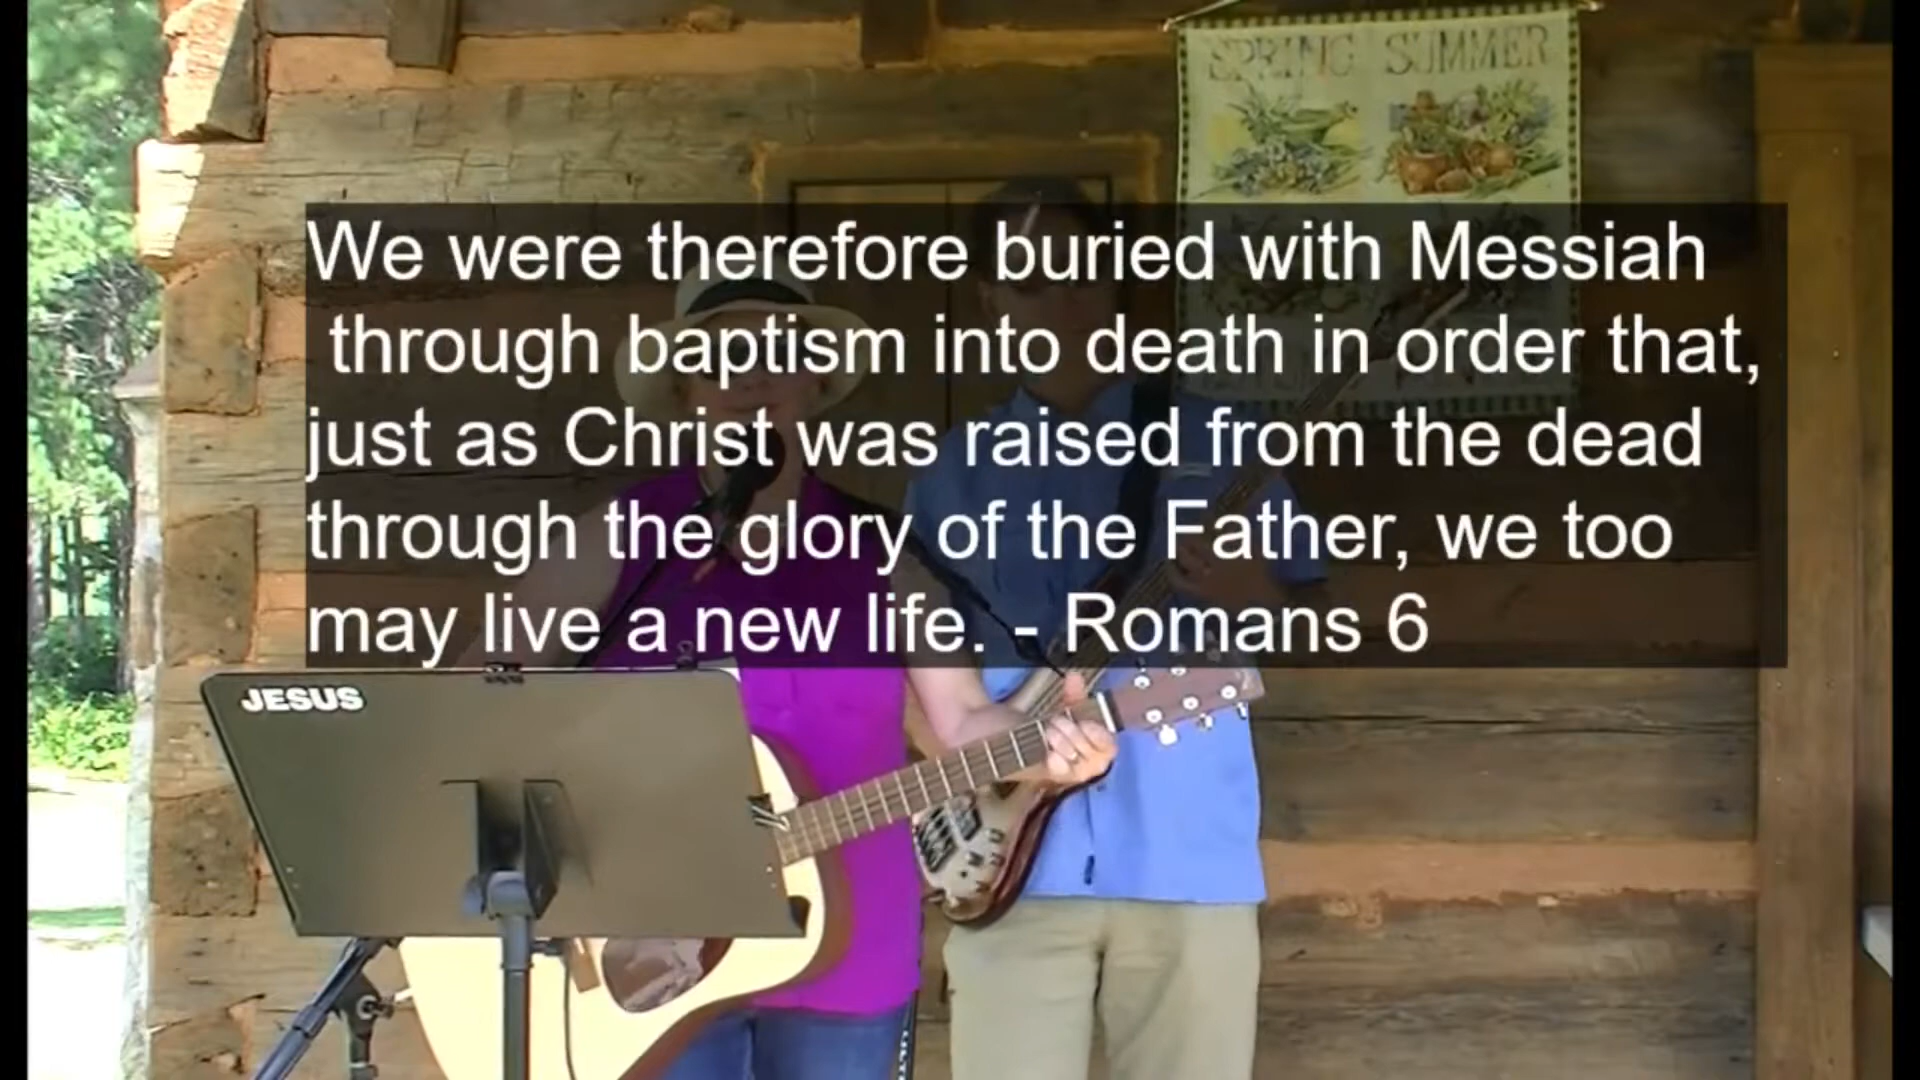 SPRING SUMMER
We were therefore buried with Messiah
through baptism into death in order that,
just as Christ was raised from the dead
through the glory of the Father, we too
may live a new life. - Romans 6
JESUS